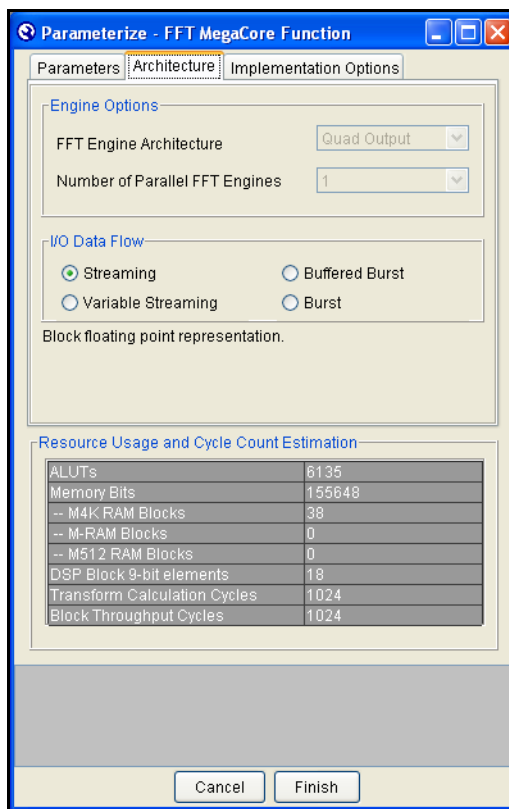 Parameterize - FFT MegaCore Function
Parameters Architecture Implementation Options
Engine Options
FFT Engine Architecture Quad Output
Number of Parallel FFT Engines 1
I/O Data Flow
Streaming Buffered Burst
Variable Streaming Burst
Block floating point representation.
Resource Usage and Cycle Count Estimation
ALUTs 6135
Memory Bits 155648
-- M4K RAM Blocks 38
-- M-RAM Blocks 0
-- M512 RAM Blocks 0
DSP Block 9-bit elements 18
Transform Calculation Cycles 1024
Block Throughput Cycles 1024
Cancel Finish